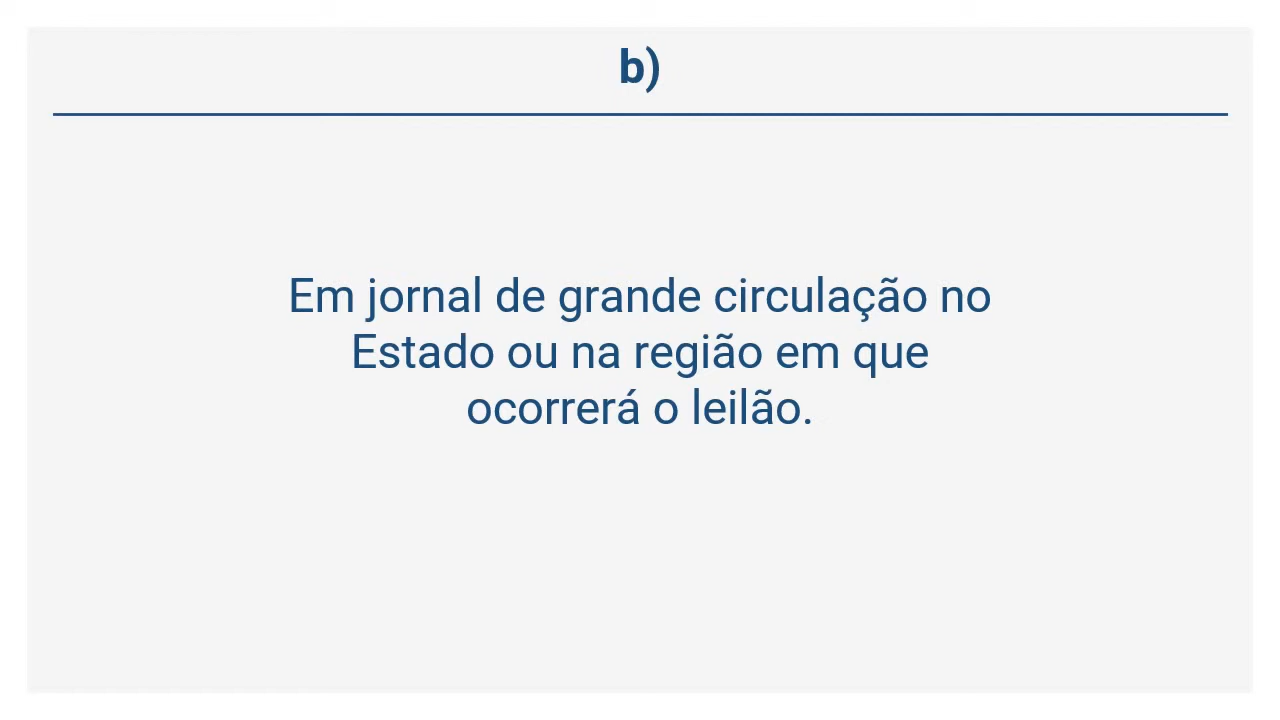 b)
Em jornal de grande circulação no
Estado ou na região em que
ocorrerá o leilão.